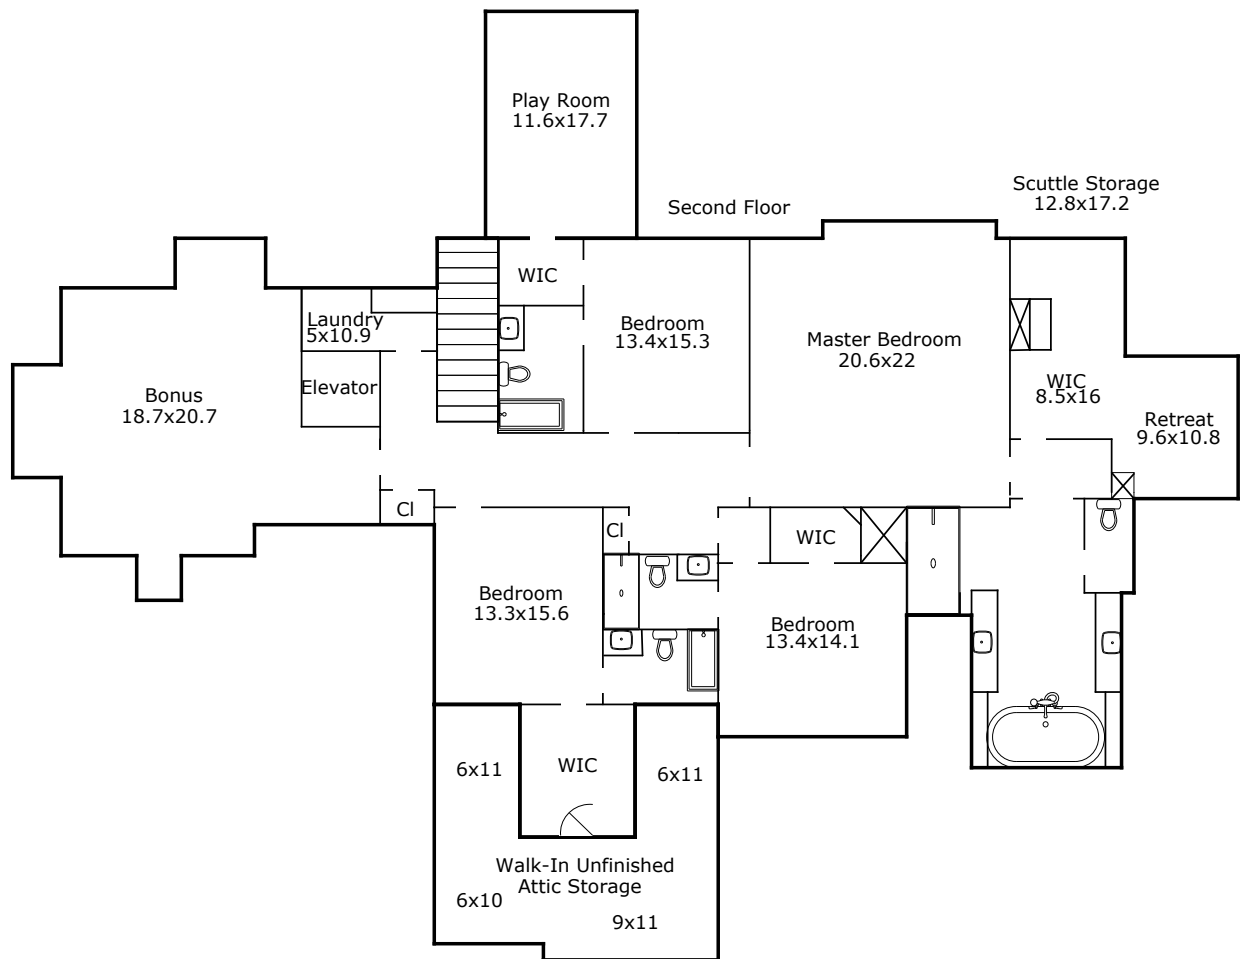 Play Room
11.6x17.7
Second Floor
Scuttle Storage
12.8x17.2
WIC
Laundry
5x10.9
Bedroom
13.4x15.3
Master Bedroom
20.6x22
Elevator
Bonus
18.7x20.7
WIC
8.5x16
Retreat
9.6x10.8
Cl
Cl
WIC
Bedroom
13.3x15.6
Bedroom
13.4x14.1
6x11
WIC
6x11
Walk-In Unfinished
Attic Storage
6x10
9x11